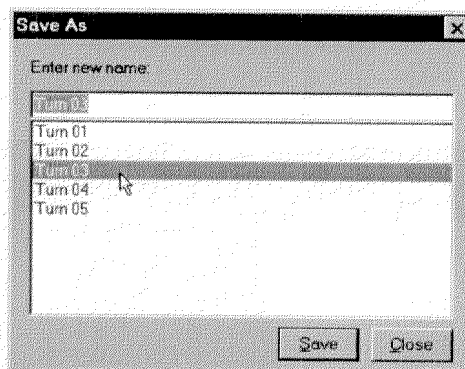 Save As
Enter new name:
Turn 03
Turn 01
Turn 02
Turn 03
Turn 04
Turn 05
Save Close